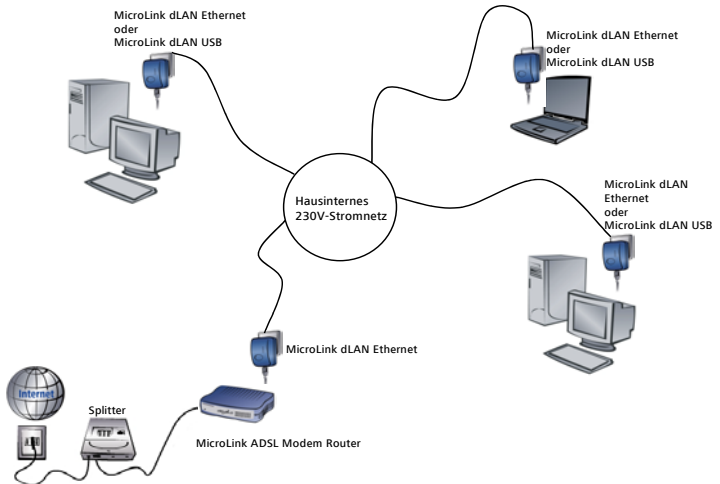 MicroLink dLAN Ethernet
oder
MicroLink dLAN USB
MicroLink dLAN Ethernet
oder
MicroLink dLAN USB
Hausinternes
230V-Stromnetz
MicroLink dLAN
Ethernet
oder
MicroLink dLAN USB
MicroLink dLAN Ethernet
Internet
Splitter
MicroLink ADSL Modem Router